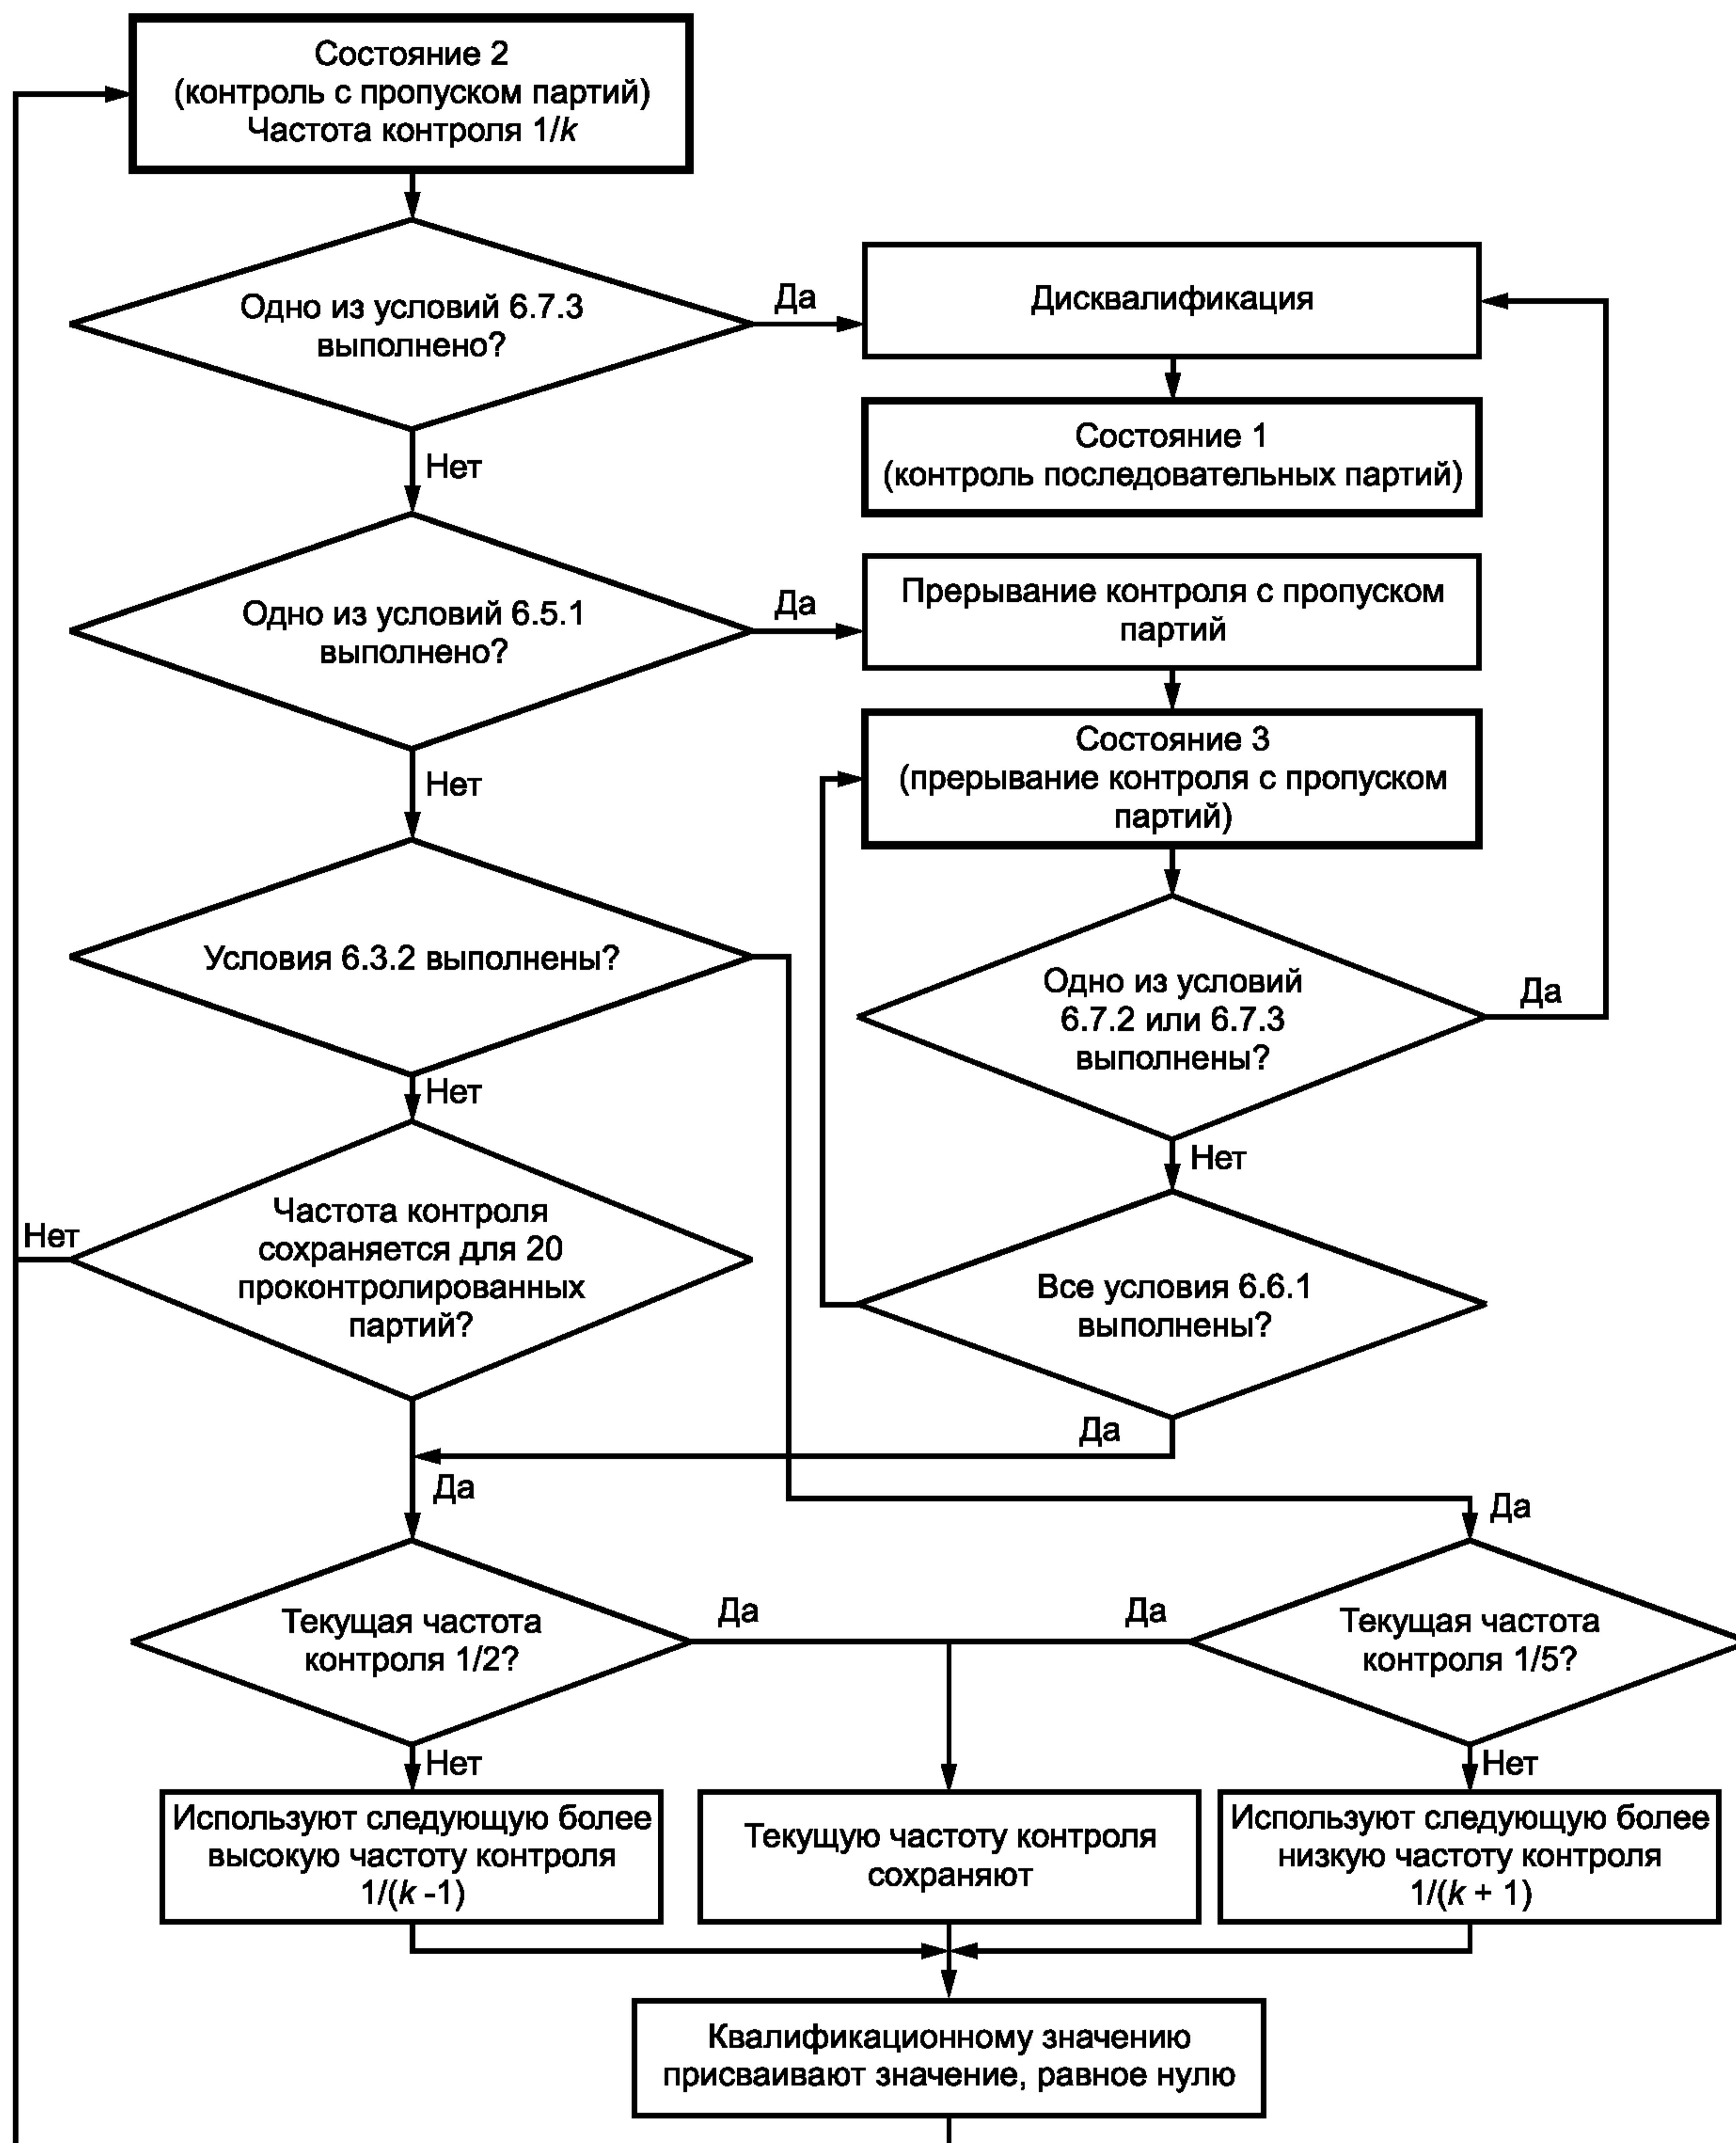 Состояние 2
(контроль с пропуском партий)
Частота контроля 1/k
Одно из условий 6.7.3
выполнено?
Да
Дисквалификация
Состояние 1
(контроль последовательных партий)
Нет
Одно из условий 6.5.1
выполнено?
Да
Прерывание контроля с пропуском
партий
Состояние 3
(прерывание контроля с пропуском
партий)
Нет
Условия 6.3.2 выполнены?
Одно из условий
6.7.2 или 6.7.3
выполнены?
Да
Нет
Нет
Частота контроля
сохраняется для 20
проконтролированных
партий?
Нет
Все условия 6.6.1
выполнены?
Да
Да
Да
Текущая частота
контроля 1/2?
Да
Да
Текущая частота
контроля 1/5?
Нет
Нет
Используют следующую более
высокую частоту контроля
1/(k -1)
Текущую частоту контроля
сохраняют
Используют следующую более
низкую частоту контроля
1/(k + 1)
Квалификационному значению
присваивают значение, равное нулю